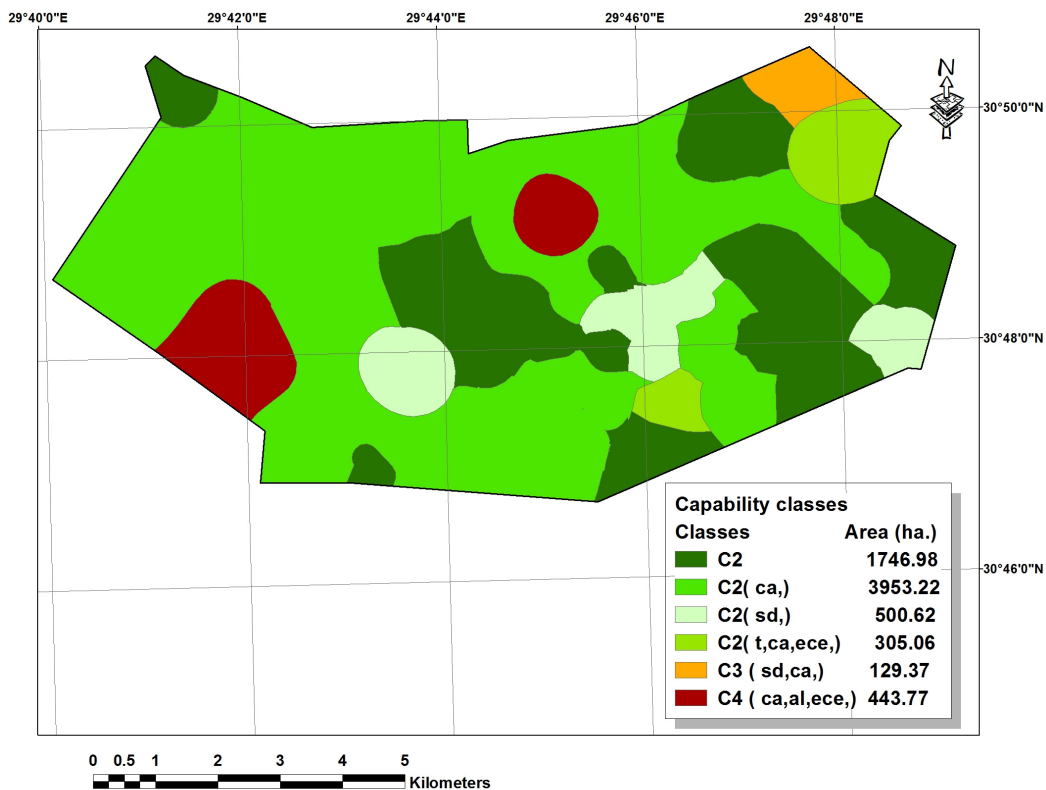 29°40'0"E 29°42'0"E 29°44'0"E 29°46'0"E 29°48'0"E
N
30°50'0"N
30°48'0"N
Capability classes
Classes Area (ha.)
C2 1746.98
C2( ca,) 3953.22
30°46'0"N
C2( sd,) 500.62
C2( t,ca,ece,) 305.06
C3 ( sd,ca,) 129.37
C4 ( ca,al,ece,) 443.77
0 0.5 1 2 3 4 5
Kilometers